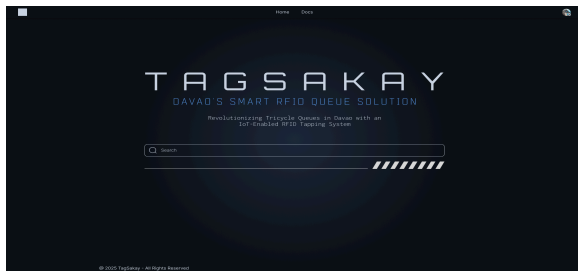 Home Docs
TAGSAKAY
DAVAO'S SMART RFID QUEUE SOLUTION
Revolutionizing Tricycle Queues in Davao with an
IoT-Enabled RFID Tapping System
Search
© 2025 TagSakay - All Rights Reserved